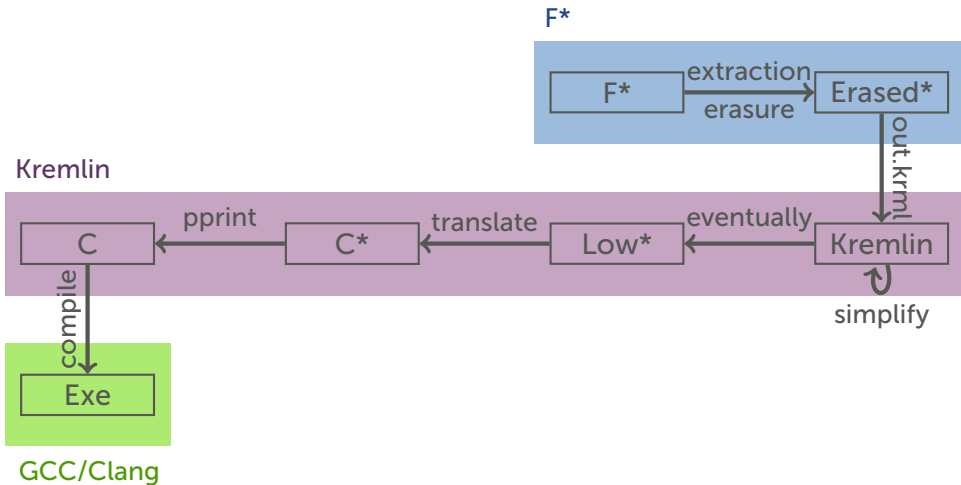 F*
extraction
F*
Erased*
erasure
out.krml
Kremlin
pprint
translate
eventually
C
C*
Low*
Kremlin
compile
simplify
Exe
GCC/Clang